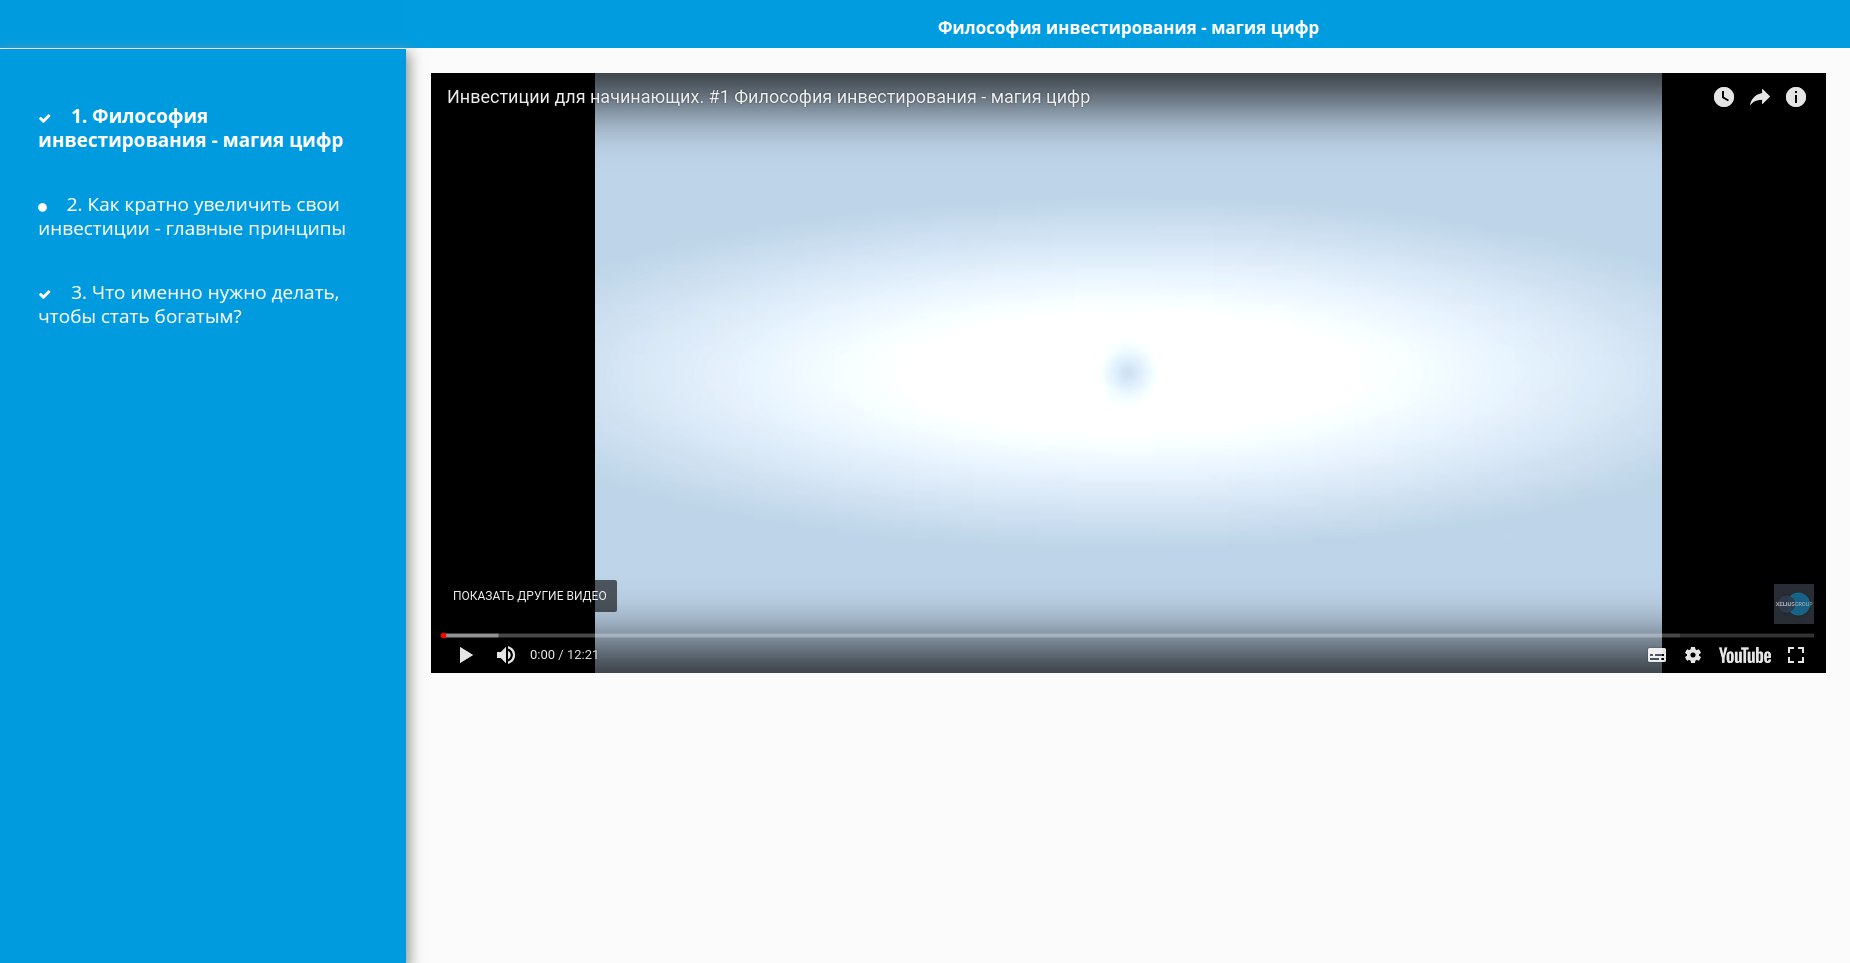 Философия инвестирования - магия цифр
1. Философия
инвестирования - магия цифр
2. Как кратно увеличить свои
инвестиции - главные принципы
3. Что именно нужно делать,
чтобы стать богатым?
Инвестиции для начинающих. #1 Философия инвестирования - магия цифр
ПОКАЗАТЬ ДРУГИЕ ВИДЕО
XELIUSGROUP
0:00 / 12:21
YouTube